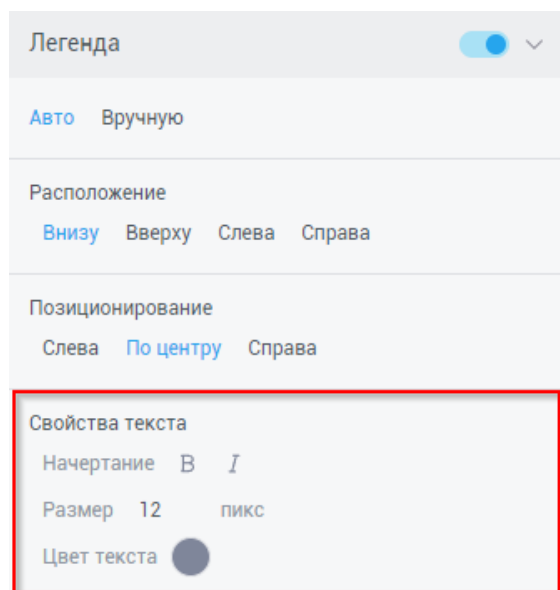 Легенда
Авто Вручную
Расположение
Внизу Вверху Слева Справа
Позиционирование
Слева По центру Справа
Свойства текста
Начертание B I
Размер 12 пикс
Цвет текста